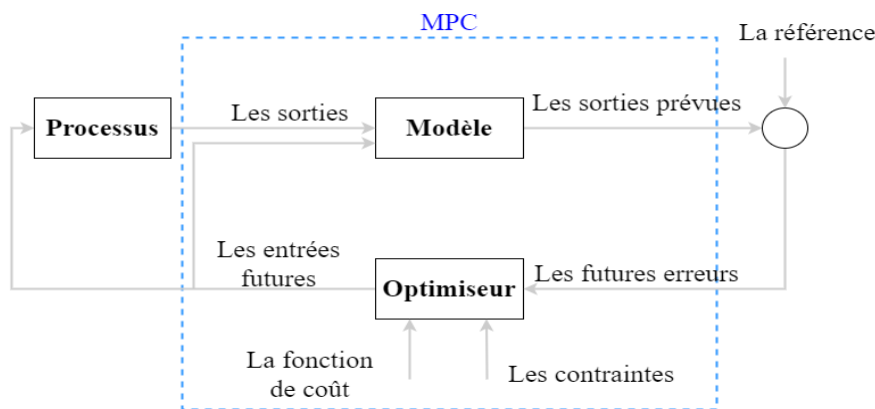 MPC
La référence
Processus
Les sorties
Modèle
Les sorties prévues
Les entrées
futures
Optimiseur
Les futures erreurs
La fonction
de coût
Les contraintes